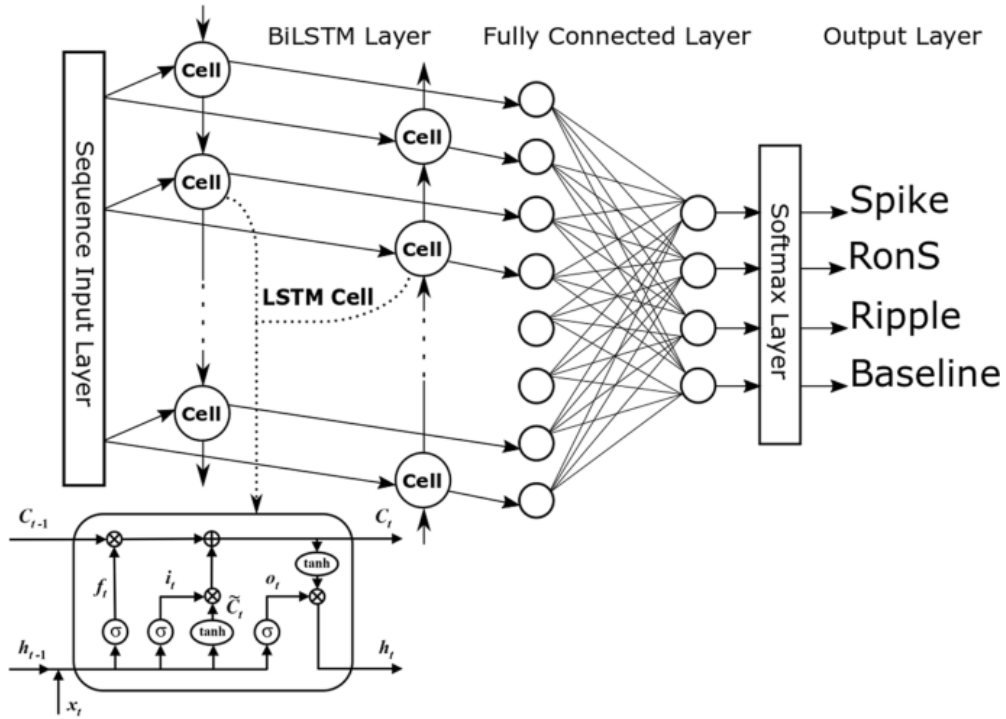 BiLSTM Layer
Fully Connected Layer
Output Layer
Sequence Input Layer
Cell
Cell
Cell
Cell
Cell
Cell
LSTM Cell
Softmax Layer
Spike
RonS
Ripple
Baseline
C_{t-1}
C_t
tanh
f_t
i_t
C̃_t
o_t
σ
σ
tanh
σ
h_{t-1}
h_t
x_t